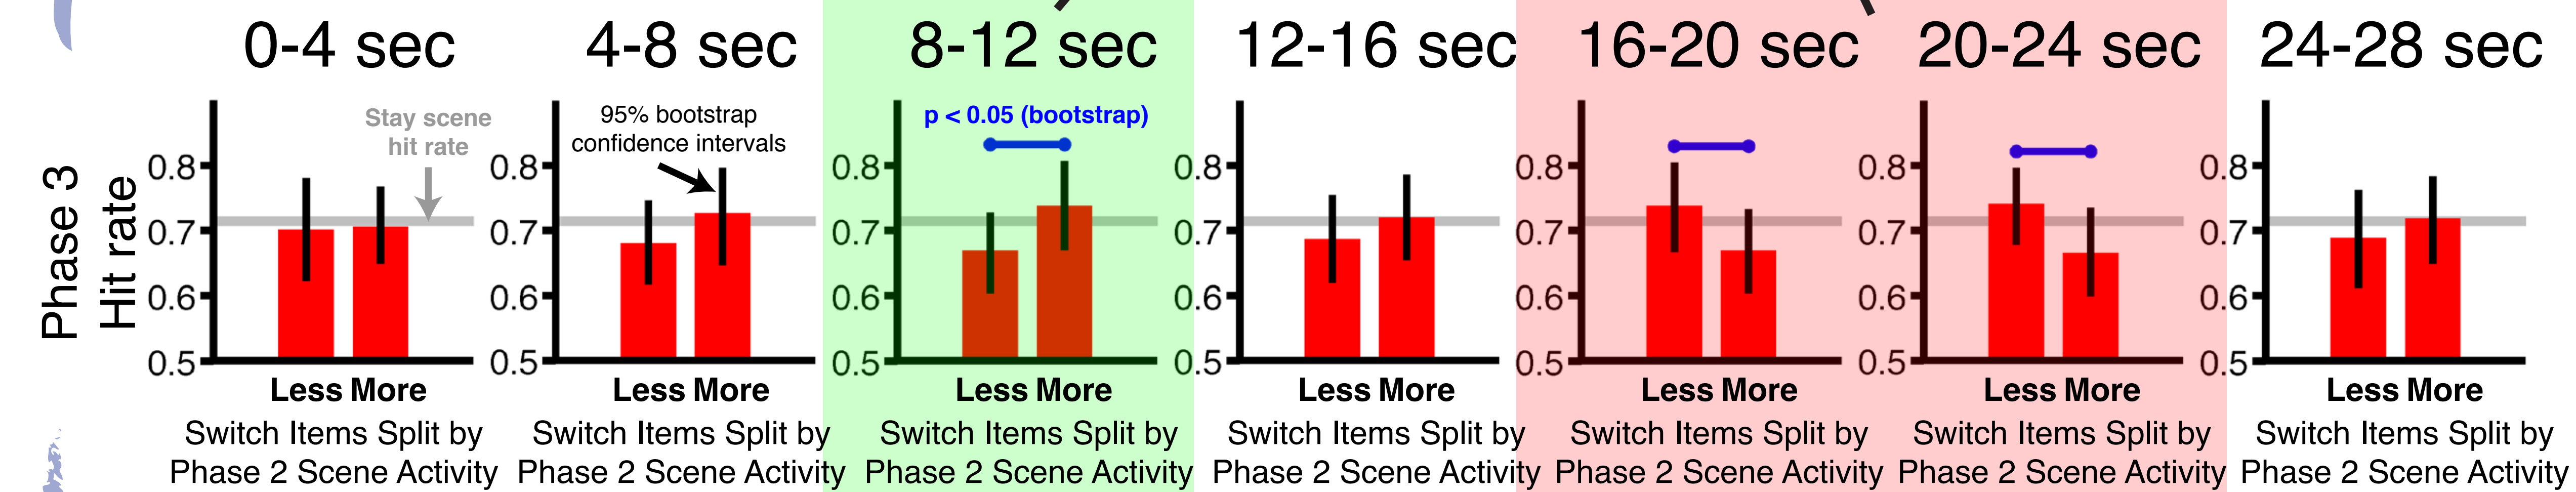 0-4 sec
4-8 sec
8-12 sec
12-16 sec
16-20 sec
20-24 sec
24-28 sec
Phase 3
Hit rate
0.8
0.7
0.6
0.5
Stay scene
hit rate
Less More
Switch Items Split by
Phase 2 Scene Activity
0.8
0.7
0.6
0.5
95% bootstrap
confidence intervals
Less More
Switch Items Split by
Phase 2 Scene Activity
0.8
0.7
0.6
0.5
p < 0.05 (bootstrap)
Less More
Switch Items Split by
Phase 2 Scene Activity
0.8
0.7
0.6
0.5
Less More
Switch Items Split by
Phase 2 Scene Activity
0.8
0.7
0.6
0.5
Less More
Switch Items Split by
Phase 2 Scene Activity
0.8
0.7
0.6
0.5
Less More
Switch Items Split by
Phase 2 Scene Activity
0.8
0.7
0.6
0.5
Less More
Switch Items Split by
Phase 2 Scene Activity